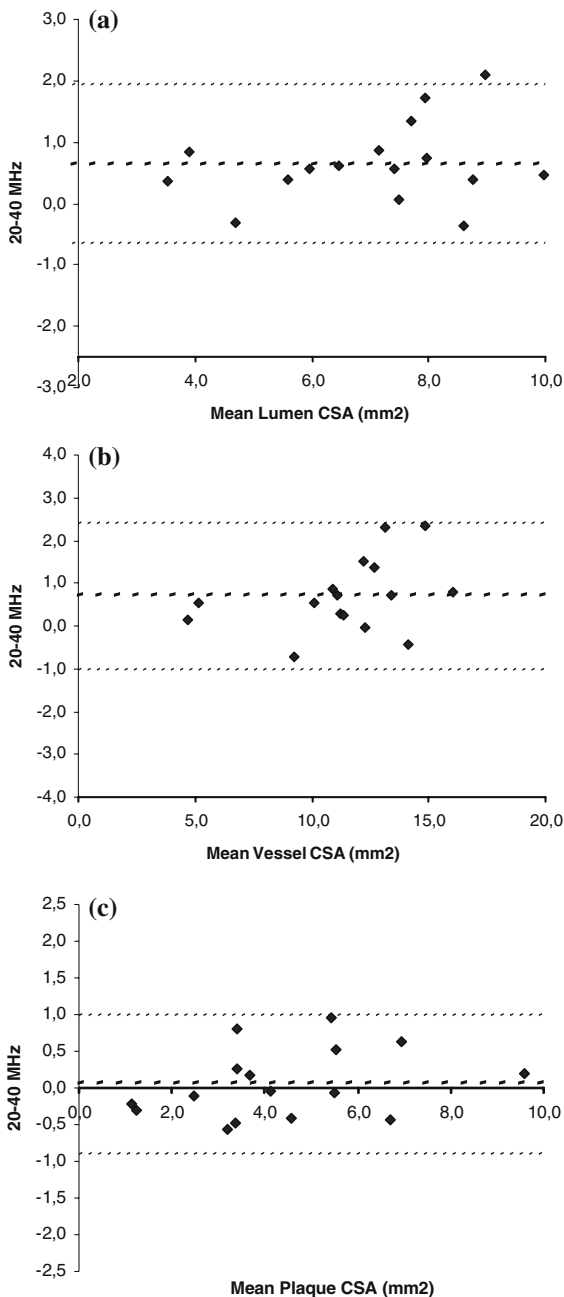 (a)
3,0
2,0
1,0
0,0
-1,0
-2,0
-3,0
20-40 MHz
2,0 4,0 6,0 8,0 10,0
Mean Lumen CSA (mm2)
(b)
4,0
3,0
2,0
1,0
0,0
-1,0
-2,0
-3,0
-4,0
20-40 MHz
0,0 5,0 10,0 15,0 20,0
Mean Vessel CSA (mm2)
(c)
2,5
2,0
1,5
1,0
0,5
0,0
-0,5
-1,0
-1,5
-2,0
-2,5
20-40 MHz
0,0 2,0 4,0 6,0 8,0 10,0
Mean Plaque CSA (mm2)